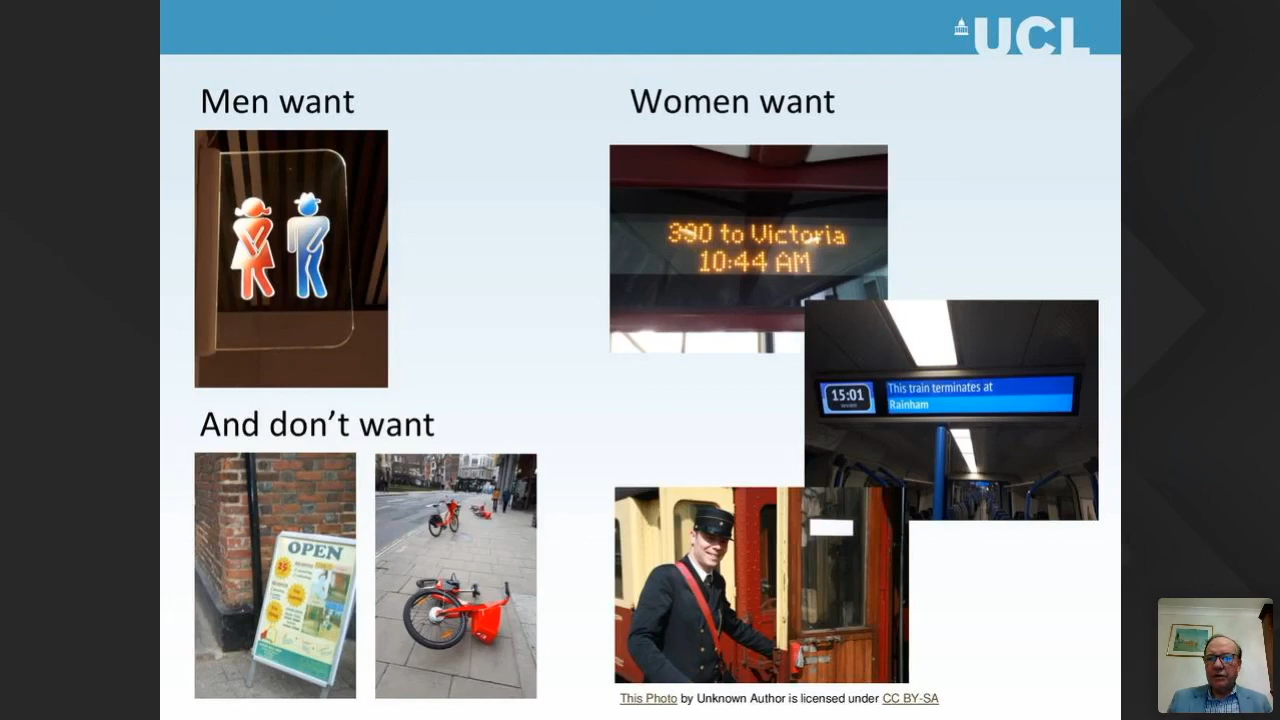 UCL
Men want
Women want
390 to Victoria
10:44 AM
15:01
This train terminates at
Rainham
And don't want
OPEN
This Photo by Unknown Author is licensed under CC BY-SA